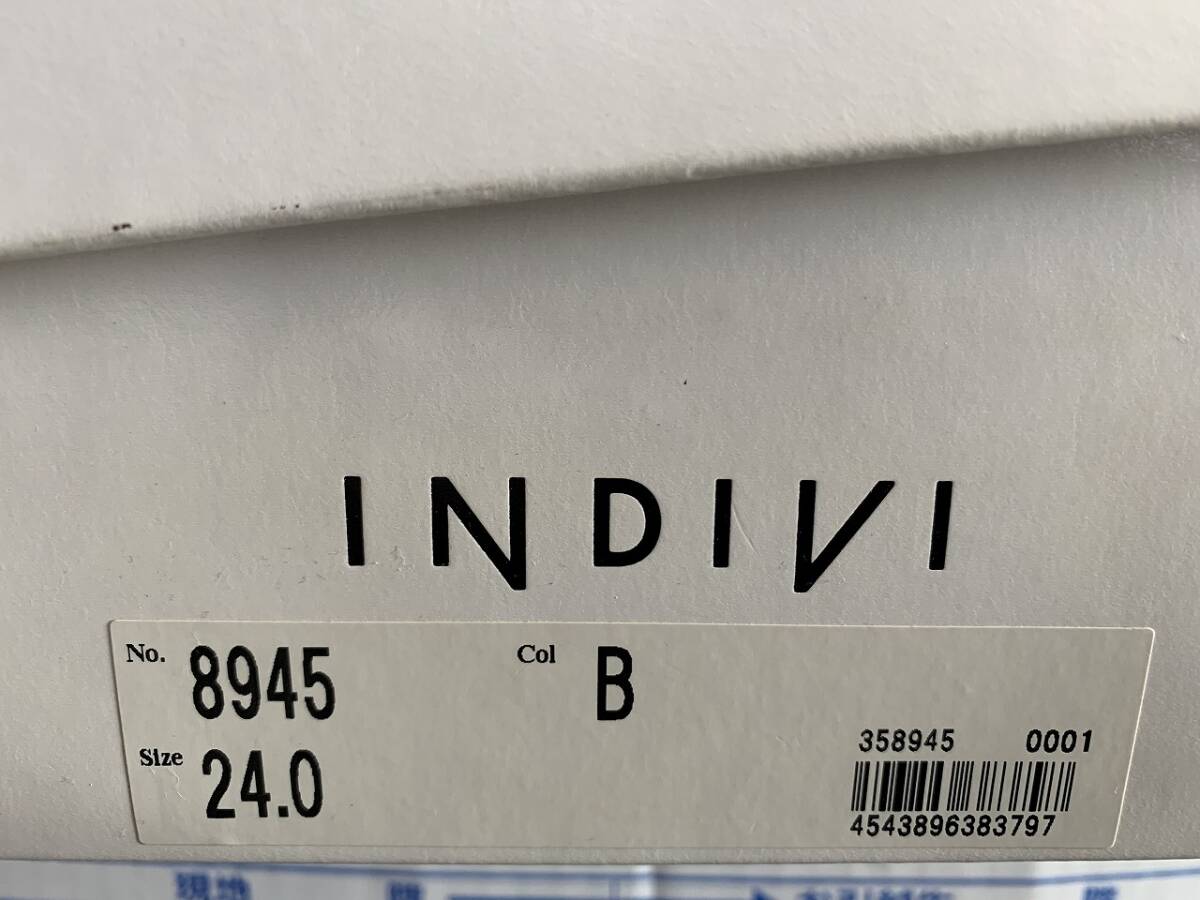 INDIVI
No. 8945 Col B
Size 24.0
358945 0001
4543896383797